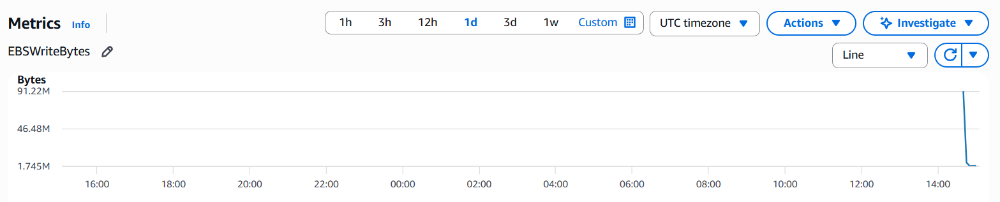 Metrics Info 1h 3h 12h 1d 3d 1w Custom UTC timezone Actions Investigate
EBSWriteBytes
Line
Bytes
91.22M
46.48M
1.745M
16:00 18:00 20:00 22:00 00:00 02:00 04:00 06:00 08:00 10:00 12:00 14:00